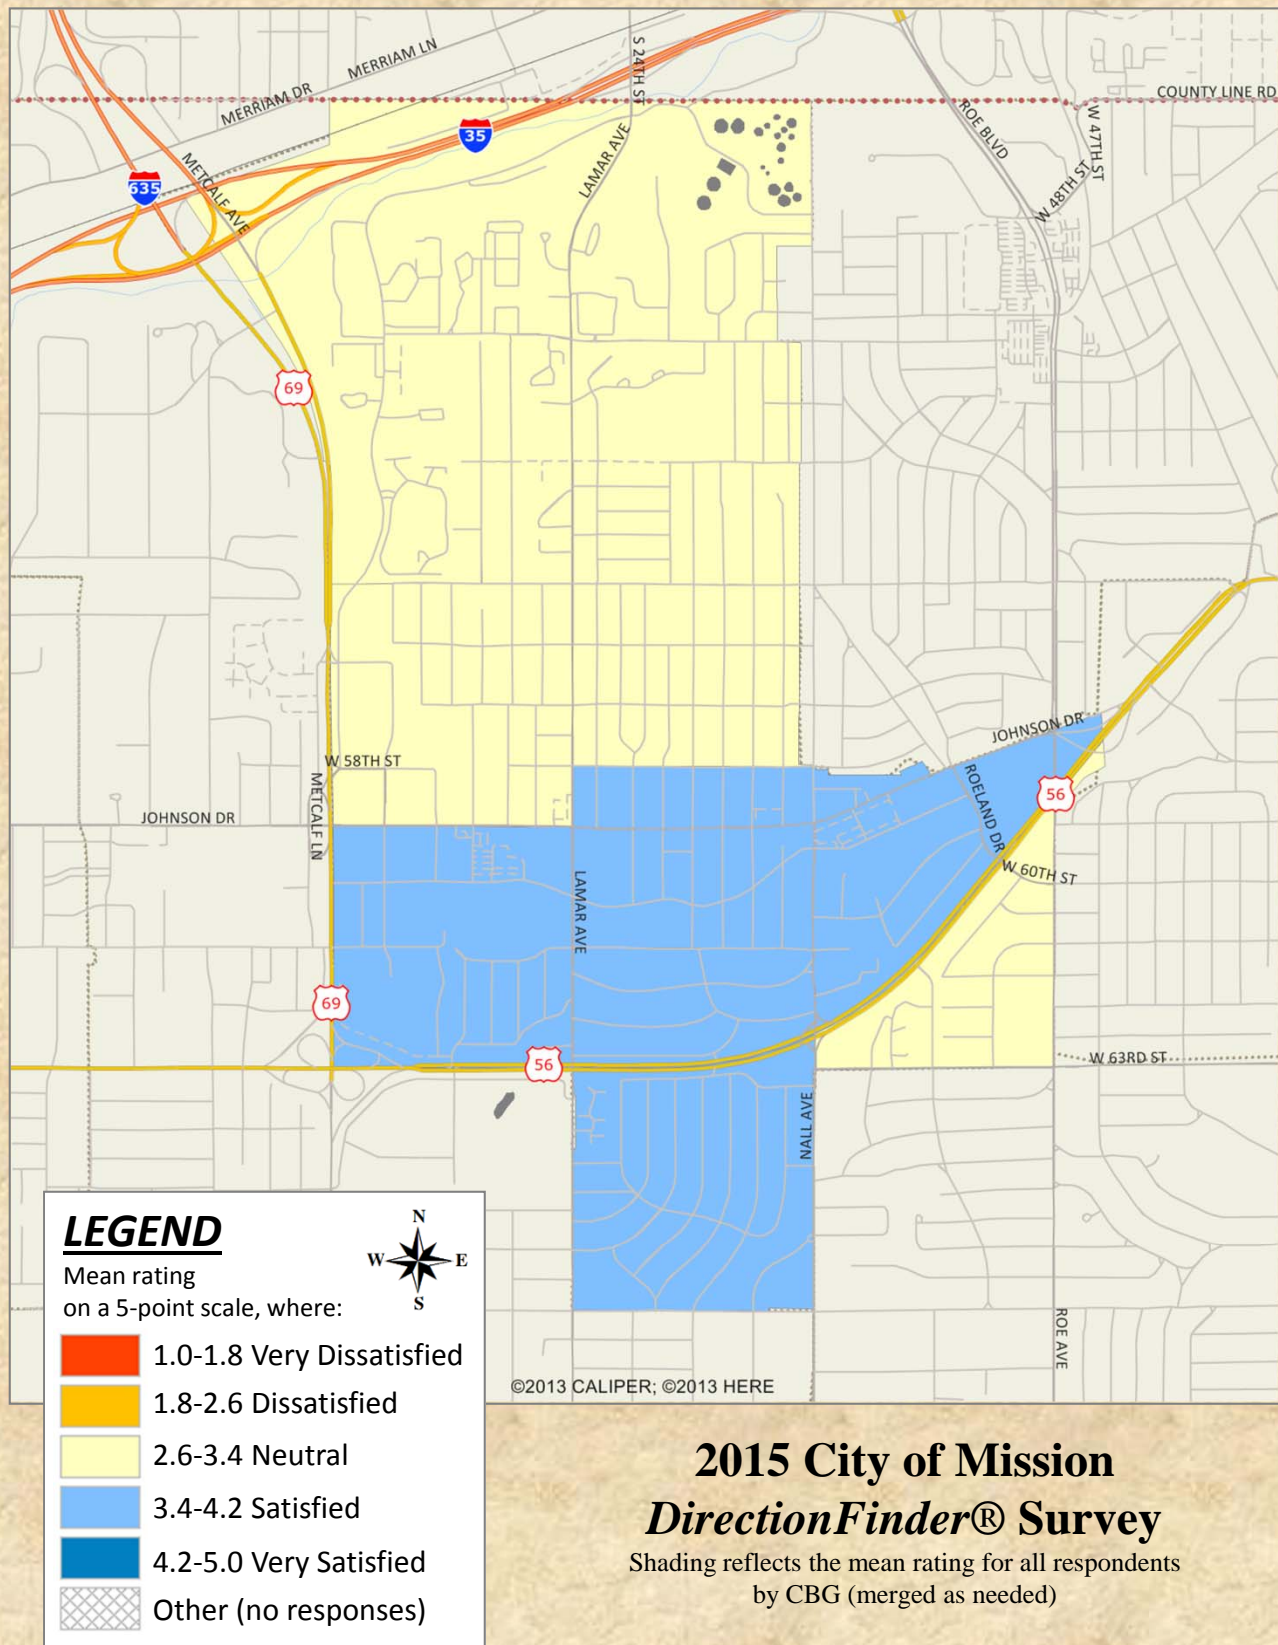 S 24TH ST
MERRIAM LN
MERRIAM DR
COUNTY LINE RD
ROE BLVD
W 47TH ST
35
LAMAR AVE
METCALF AVE
635
W 48TH ST
69
JOHNSON DR
W 58TH ST
ROELAND DR
METCALF LN
56
JOHNSON DR
W 60TH ST
LAMAR AVE
69
56
W 63RD ST
NALL AVE
ROE AVE
©2013 CALIPER; ©2013 HERE
LEGEND
N
W E
S
Mean rating
on a 5-point scale, where:
1.0-1.8 Very Dissatisfied
1.8-2.6 Dissatisfied
2.6-3.4 Neutral
3.4-4.2 Satisfied
4.2-5.0 Very Satisfied
Other (no responses)
2015 City of Mission
DirectionFinder® Survey
Shading reflects the mean rating for all respondents
by CBG (merged as needed)